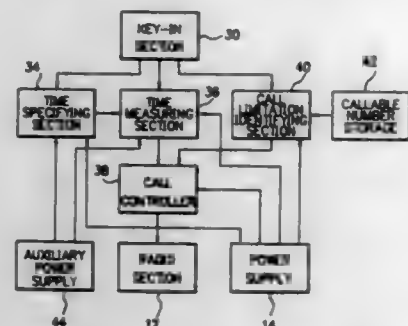 KEY-IN
SECTION
30
34
TIME
SPECIFYING
SECTION
TIME
MEASURING
SECTION
36
40
CALL
LIMITATION
IDENTIFYING
SECTION
42
CALLABLE
NUMBER
STORAGE
38
CALL
CONTROLLER
AUXILIARY
POWER
SUPPLY
44
RADIO
SECTION
12
POWER
SUPPLY
14